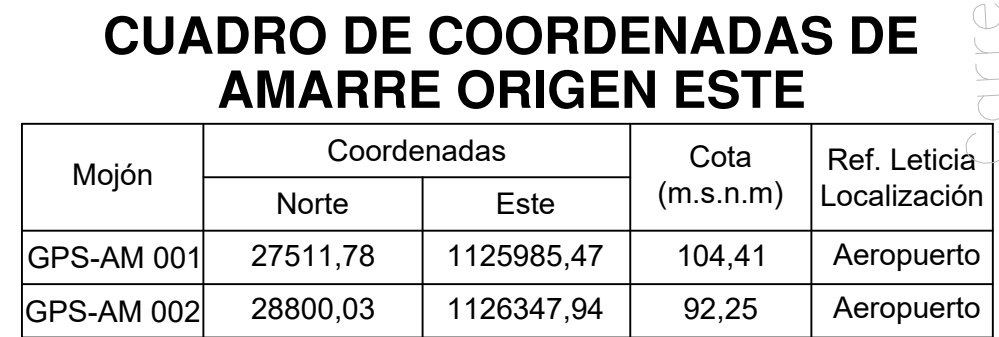 CUADRO DE COORDENADAS DE
AMARRE ORIGEN ESTE
Mojón Coordenadas Cota (m.s.n.m) Ref. Leticia Localización
Norte Este
GPS-AM 001 27511,78 1125985,47 104,41 Aeropuerto
GPS-AM 002 28800,03 1126347,94 92,25 Aeropuerto